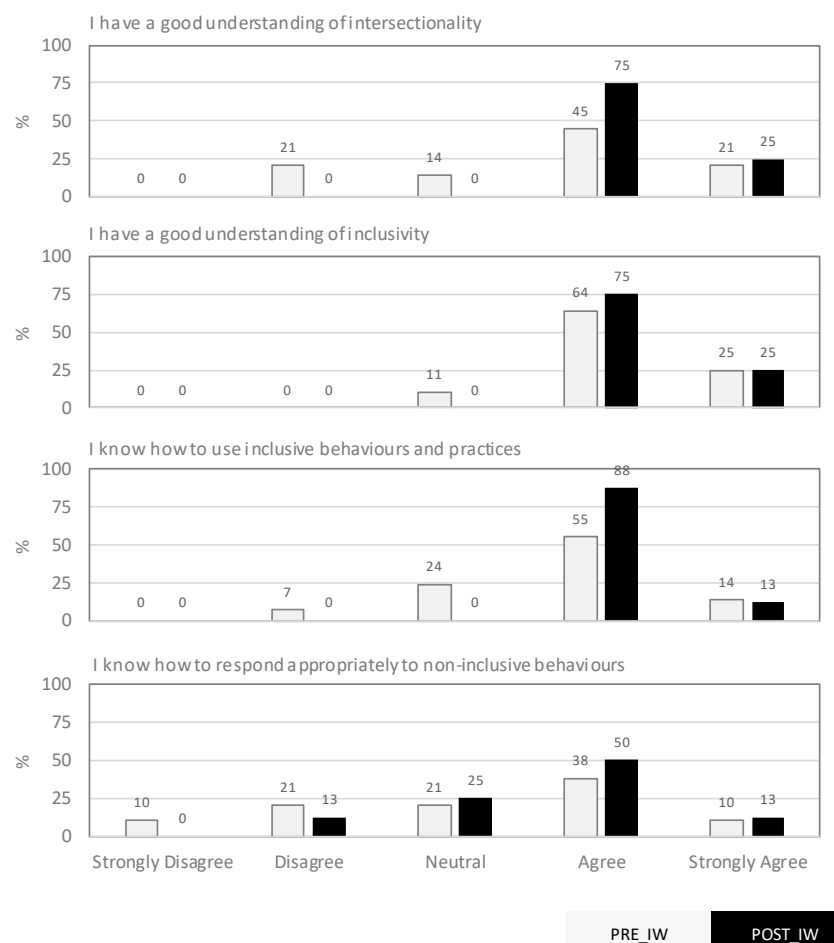 I have a good understanding of intersectionality
100
75
50
25
0
%
0 0 21 0 14 0 45 75 21 25
I have a good understanding of inclusivity
100
75
50
25
0
%
0 0 0 0 11 0 64 75 25 25
I know how to use inclusive behaviours and practices
100
75
50
25
0
%
0 0 7 0 24 0 55 88 14 13
I know how to respond appropriately to non-inclusive behaviours
100
75
50
25
0
%
10 0 21 13 21 25 38 50 10 13
Strongly Disagree Disagree Neutral Agree Strongly Agree
PRE_IW POST_IW